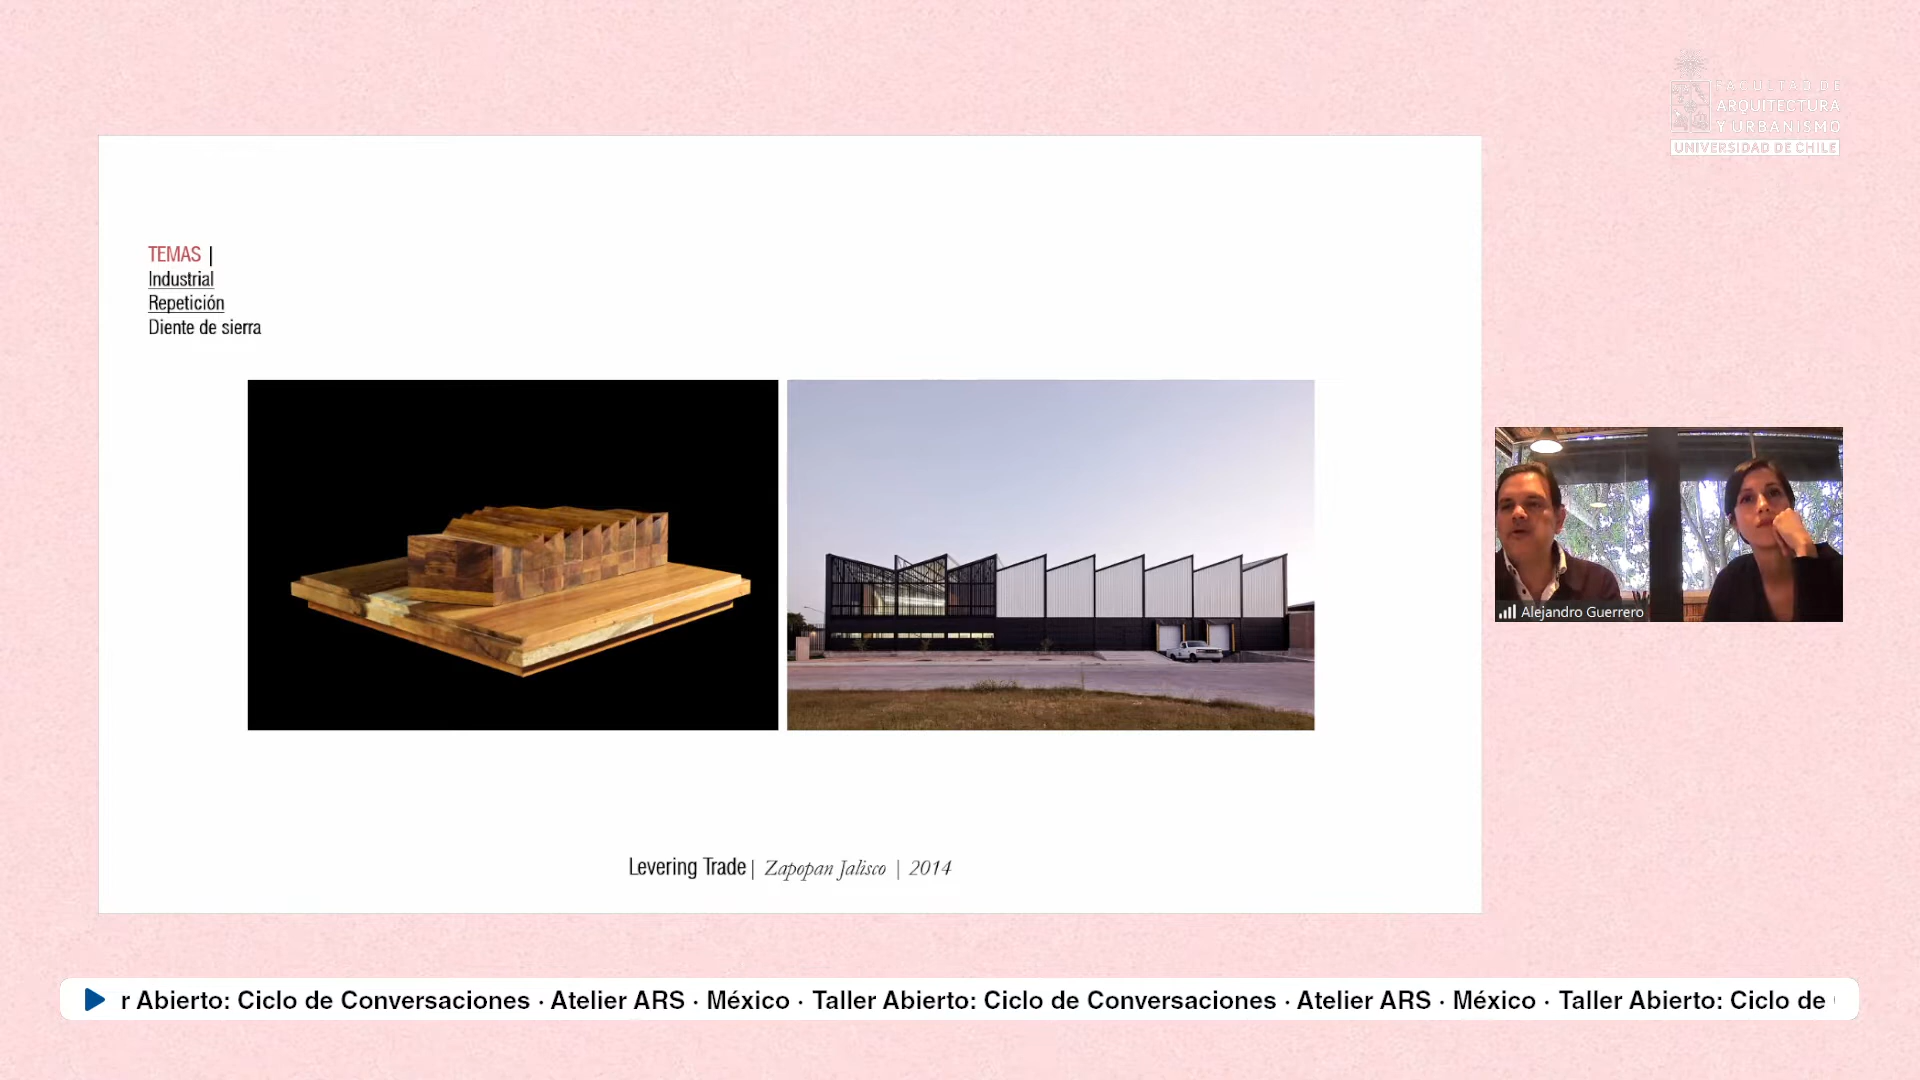 FACULTAD DE
ARQUITECTURA
Y URBANISMO
UNIVERSIDAD DE CHILE
TEMAS |
Industrial
Repetición
Diente de sierra
Alejandro Guerrero
Levering Trade | Zapopan Jalisco | 2014
r Abierto: Ciclo de Conversaciones · Atelier ARS · México · Taller Abierto: Ciclo de Conversaciones · Atelier ARS · México · Taller Abierto: Ciclo de